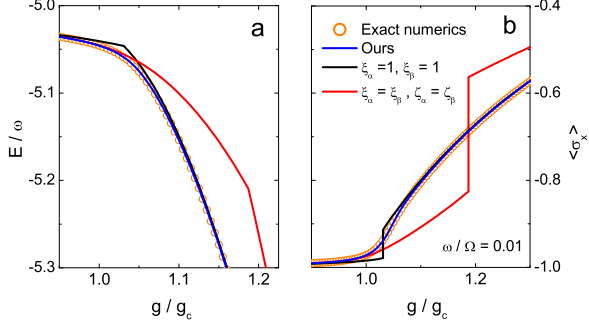 a
b
-5.0
-5.1
-5.2
-5.3
E / ω
1.0
1.1
1.2
g / g_c
Exact numerics
Ours
ξ_α =1, ξ_β = 1
ξ_α = ξ_β , ζ_α = ζ_β
ω / Ω = 0.01
1.0
1.2
g / g_c
-0.4
-0.6
-0.8
-1.0
<σ_x>